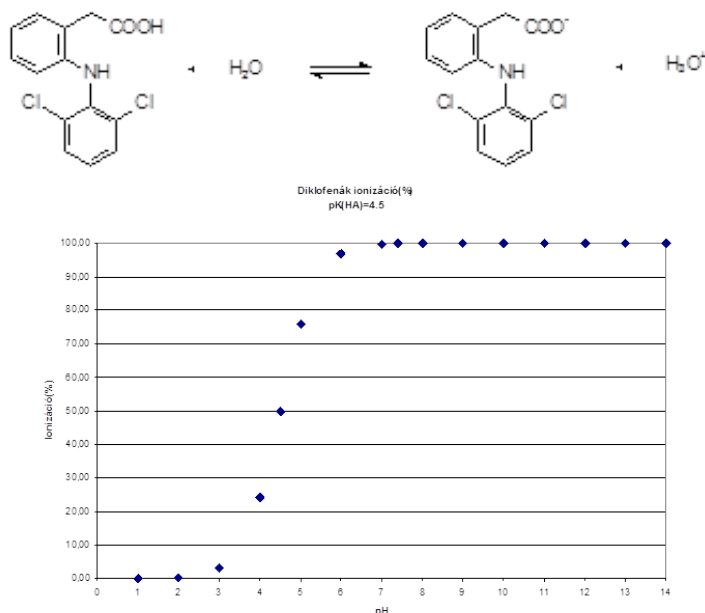 COOH
COO⁻
NH + H₂O
NH + H₃O⁺
Cl Cl
Cl Cl
Diklofenák ionizáció(%)
pK(HA)=4.5
100,00
90,00
80,00
70,00
60,00
50,00
40,00
30,00
20,00
10,00
0,00
Ionizáció(%)
0 1 2 3 4 5 6 7 8 9 10 11 12 13 14
pH